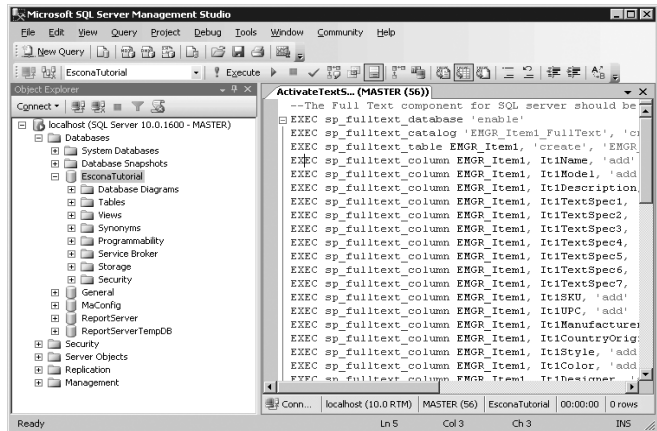 Microsoft SQL Server Management Studio
File Edit View Query Project Debug Tools Window Community Help
New Query
EsconaTutorial Execute
Object Explorer
Connect
localhost (SQL Server 10.0.1600 - MASTER)
Databases
System Databases
Database Snapshots
EsconaTutorial
Database Diagrams
Tables
Views
Synonyms
Programmability
Service Broker
Storage
Security
General
MaConfig
ReportServer
ReportServerTempDB
Security
Server Objects
Replication
Management
ActivateTextS... (MASTER (56))
--The Full Text component for SQL server should be
EXEC sp_fulltext_database 'enable'
EXEC sp_fulltext_catalog 'EMGR_Item1_FullText', 'cr
EXEC sp_fulltext_table EMGR_Item1, 'create', 'EMGR_
EXEC sp_fulltext_column EMGR_Item1, It1Name, 'add'
EXEC sp_fulltext_column EMGR_Item1, It1Model, 'add
EXEC sp_fulltext_column EMGR_Item1, It1Description,
EXEC sp_fulltext_column EMGR_Item1, It1TextSpec1,
EXEC sp_fulltext_column EMGR_Item1, It1TextSpec2,
EXEC sp_fulltext_column EMGR_Item1, It1TextSpec3,
EXEC sp_fulltext_column EMGR_Item1, It1TextSpec4,
EXEC sp_fulltext_column EMGR_Item1, It1TextSpec5,
EXEC sp_fulltext_column EMGR_Item1, It1TextSpec6,
EXEC sp_fulltext_column EMGR_Item1, It1TextSpec7,
EXEC sp_fulltext_column EMGR_Item1, It1SKU, 'add'
EXEC sp_fulltext_column EMGR_Item1, It1UPC, 'add'
EXEC sp_fulltext_column EMGR_Item1, It1Manufacturer
EXEC sp_fulltext_column EMGR_Item1, It1CountryOrigi
EXEC sp_fulltext_column EMGR_Item1, It1Style, 'add
EXEC sp_fulltext_column EMGR_Item1, It1Color, 'add
EXEC sp_fulltext_column EMGR_Item1, It1Designer, 'a
Conn... localhost (10.0 RTM) MASTER (56) EsconaTutorial 00:00:00 0 rows
Ready Ln 5 Col 3 Ch 3 INS